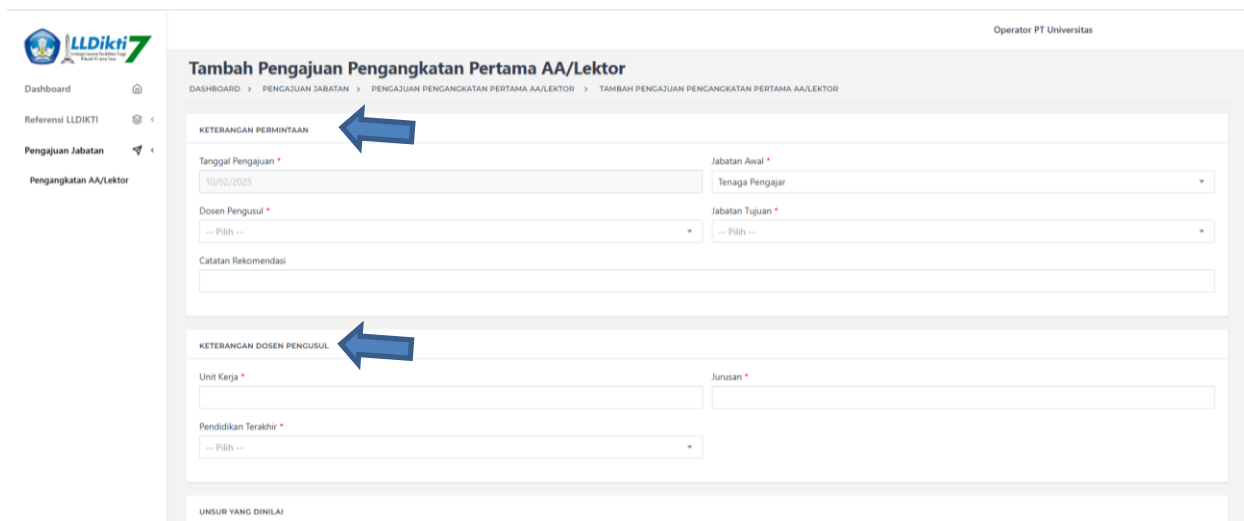 LLDikti7
Operator PT Universitas
Tambah Pengajuan Pengangkatan Pertama AA/Lektor
DASHBOARD > PENGAJUAN JABATAN > PENGAJUAN PENGANGKATAN PERTAMA AA/LEKTOR > TAMBAH PENGAJUAN PENGANGKATAN PERTAMA AA/LEKTOR
Dashboard
Referensi LLDIKTI
Pengajuan Jabatan
Pengangkatan AA/Lektor
KETERANGAN PERMINTAAN
Tanggal Pengajuan *
Jabatan Awal *
10/02/2025
Tenaga Pengajar
Dosen Pengusul *
Jabatan Tujuan *
-- Pilih --
-- Pilih --
Catatan Rekomendasi
KETERANGAN DOSEN PENGUSUL
Unit Kerja *
Jurusan *
Pendidikan Terakhir *
-- Pilih --
UNSUR YANG DINILAI